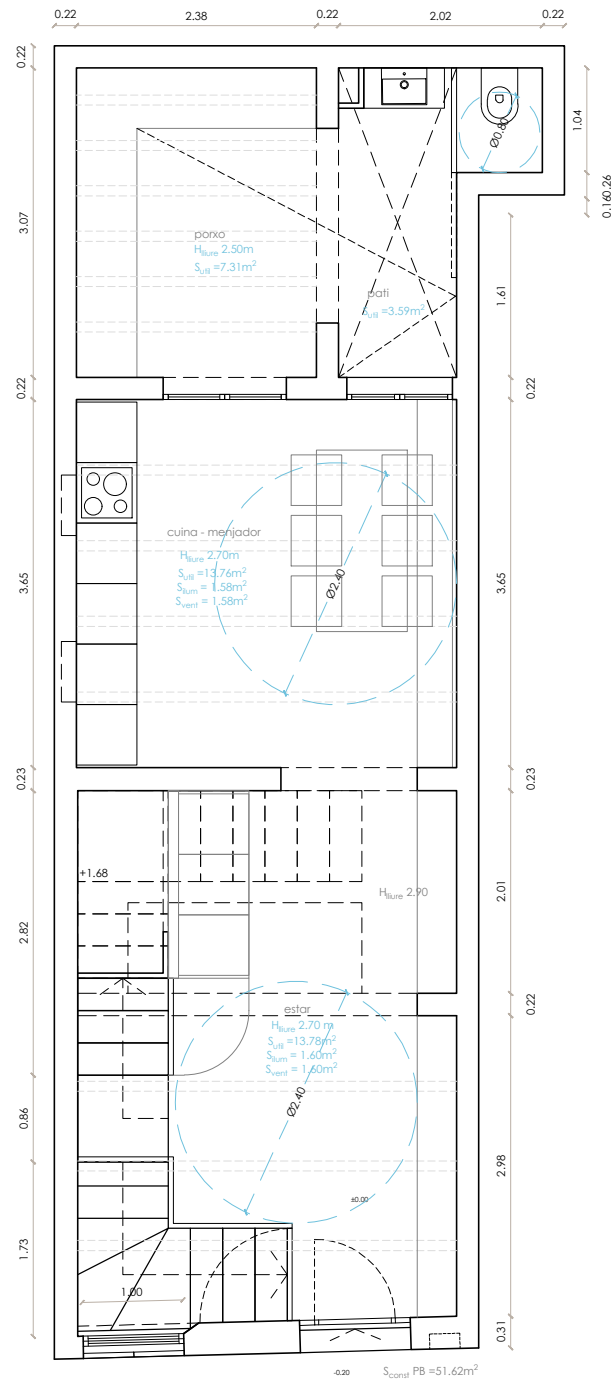 0.22 2.38 0.22 2.02 0.22
0.22
1.04
Ø0.80
0.26
0.16
3.07
porxo
Hlliure 2.50m
Sutil =7.31m²
pati
Sutil =3.59m²
1.61
0.22
0.22
cuina - menjador
Hlliure 2.70m
Sutil =13.76m²
Sllum = 1.58m²
Svent = 1.58m²
Ø2.40
3.65
3.65
0.23
0.23
+1.68
Hlliure 2.90
2.01
2.82
0.22
estar
Hlliure 2.70 m
Sutil =13.78m²
Sllum = 1.60m²
Svent = 1.60m²
Ø2.40
0.86
2.98
±0.00
1.73
1.00
0.31
-0.20
Sconst PB =51.62m²